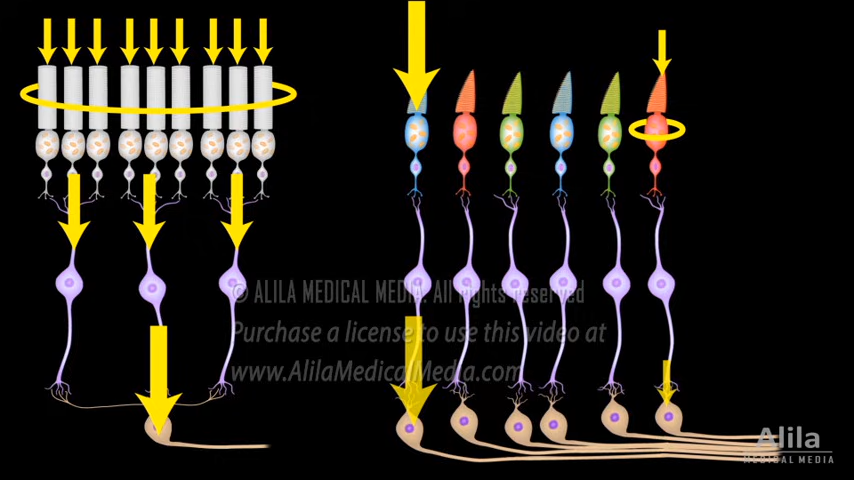 © ALILA MEDICAL MEDIA. All rights reserved
Purchase a license to use this video at
www.AlilaMedicalMedia.com
Alila
MEDICAL MEDIA